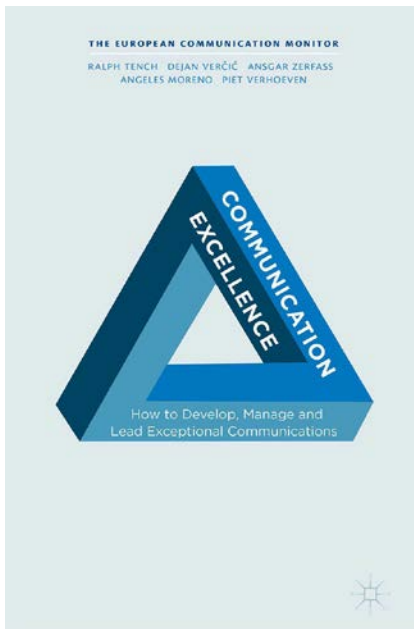 THE EUROPEAN COMMUNICATION MONITOR
RALPH TENCH DEJAN VERČIČ ANSGAR ZERFASS
ANGELES MORENO PIET VERHOEVEN
COMMUNICATION
EXCELLENCE
How to Develop, Manage and
Lead Exceptional Communications